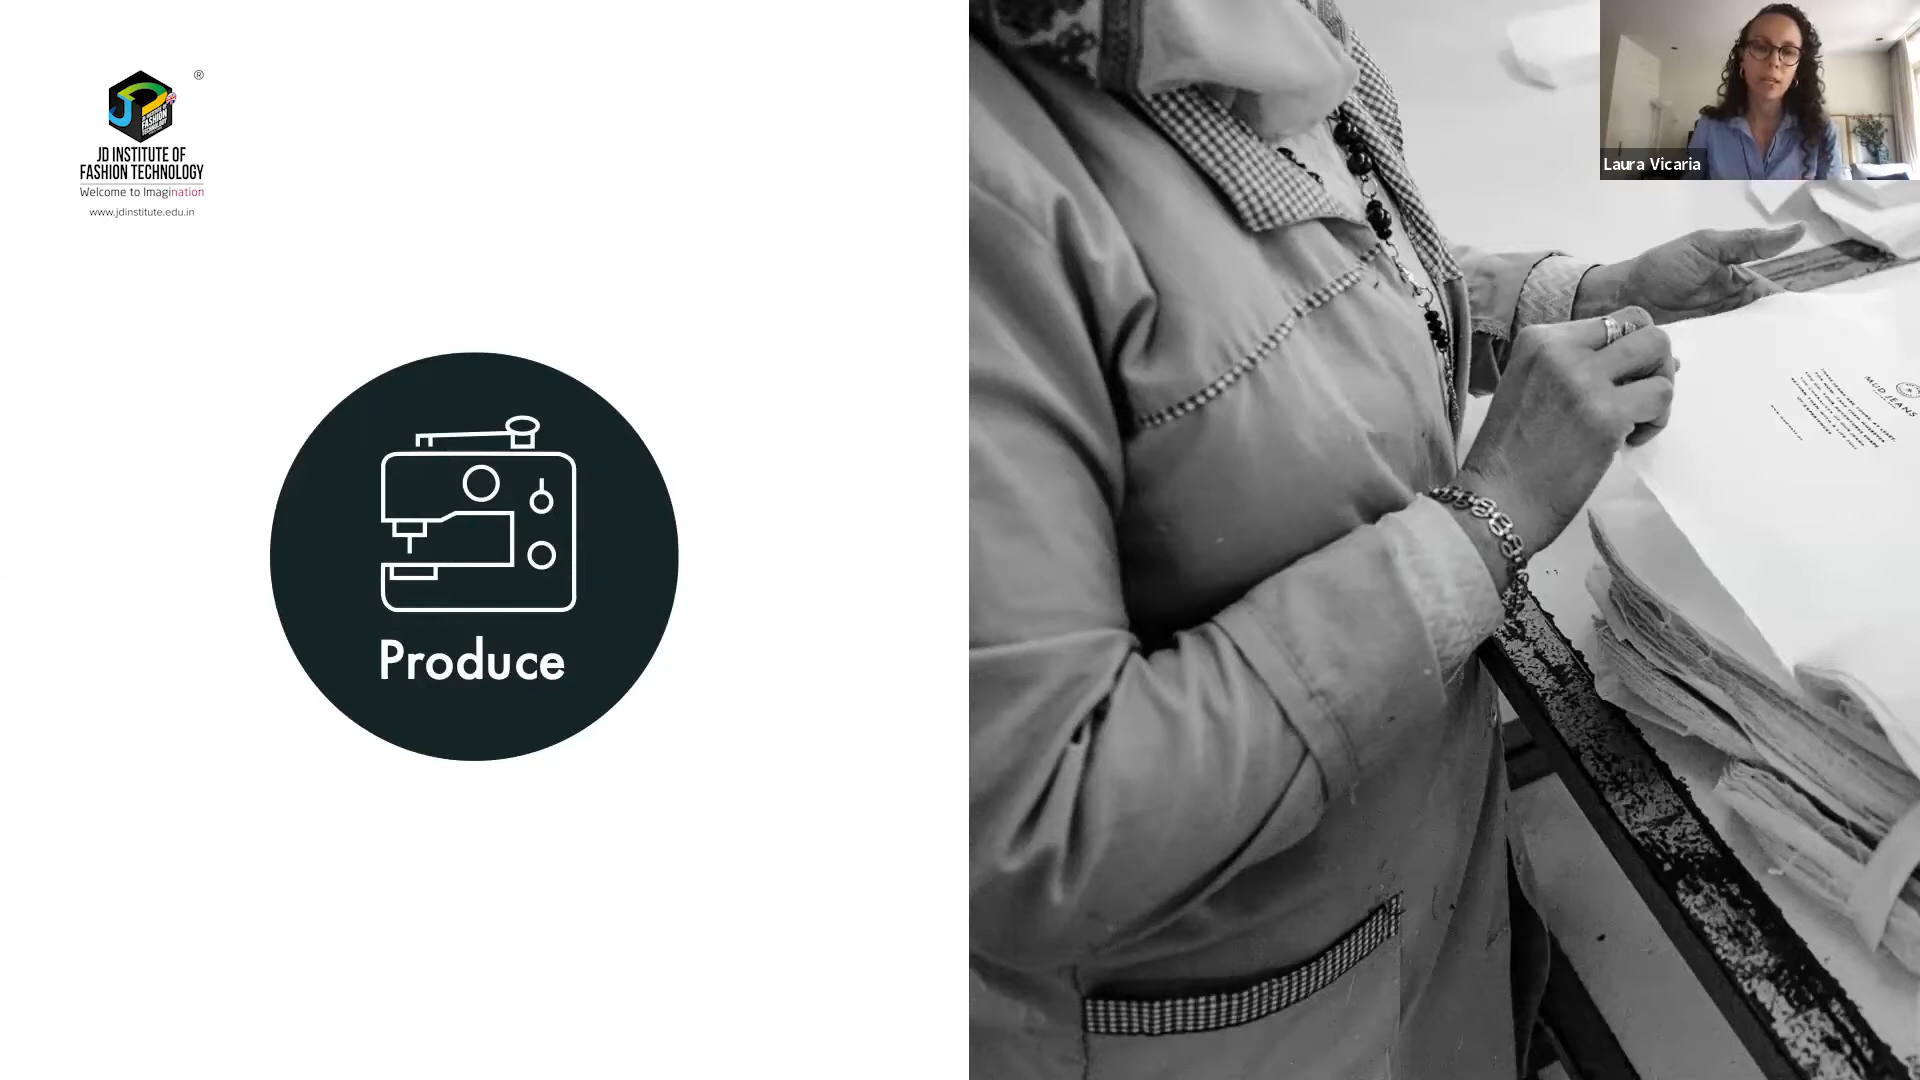 ®
JD INSTITUTE OF
FASHION TECHNOLOGY
Welcome to Imagination
www.jdinstitute.edu.in
Produce
Laura Vicaria
MUD JEANS